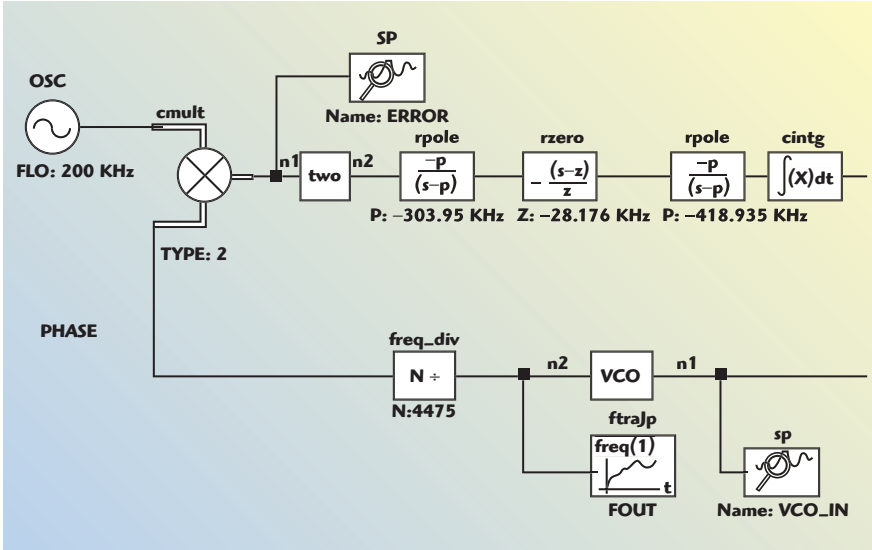 SP
OSC
cmult
Name: ERROR
rpole
rzero
rpole
cintg
n1
two
n2
–p
(s–p)
– (s–z)
z
–p
(s–p)
∫(X)dt
FLO: 200 KHz
P: –303.95 KHz
Z: –28.176 KHz
P: –418.935 KHz
TYPE: 2
PHASE
freq_div
N ÷
n2
VCO
n1
N:4475
ftraJp
freq(1)
t
sp
FOUT
Name: VCO_IN